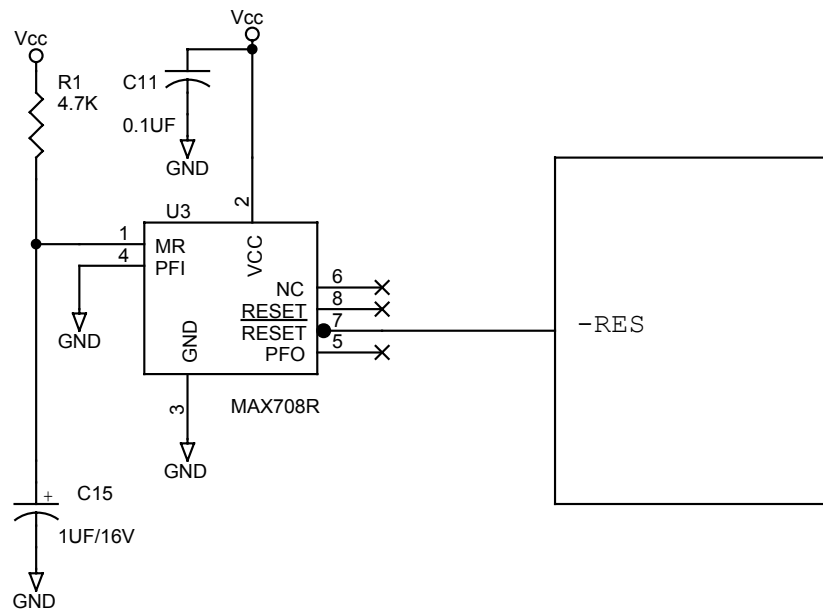 Vcc
Vcc
R1
4.7K
C11
0.1UF
GND
U3
2
1
MR
4
PFI
VCC
NC
6
RESET
8
RESET
7
PFO
5
GND
GND
-RES
3
MAX708R
GND
+
C15
1UF/16V
GND